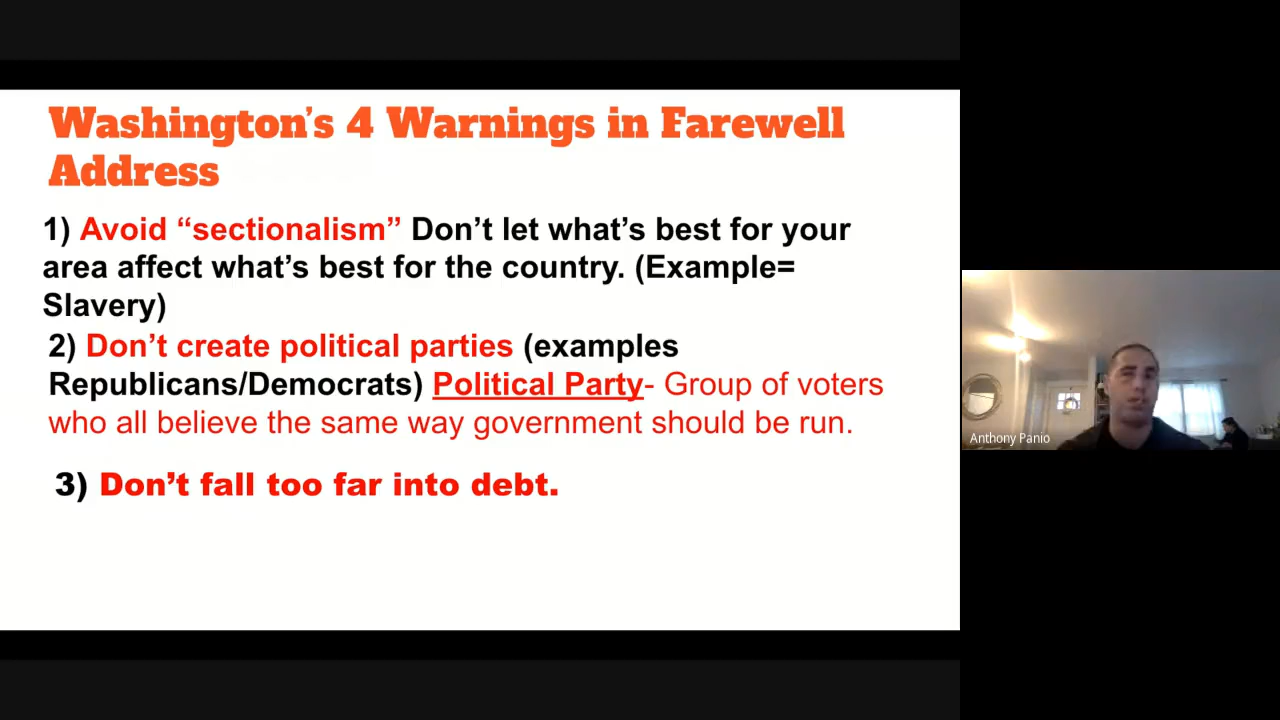 Washington's 4 Warnings in Farewell
Address
1) Avoid “sectionalism” Don’t let what’s best for your
area affect what’s best for the country. (Example=
Slavery)
2) Don’t create political parties (examples
Republicans/Democrats) Political Party- Group of voters
who all believe the same way government should be run.
3) Don’t fall too far into debt.
Anthony Panio